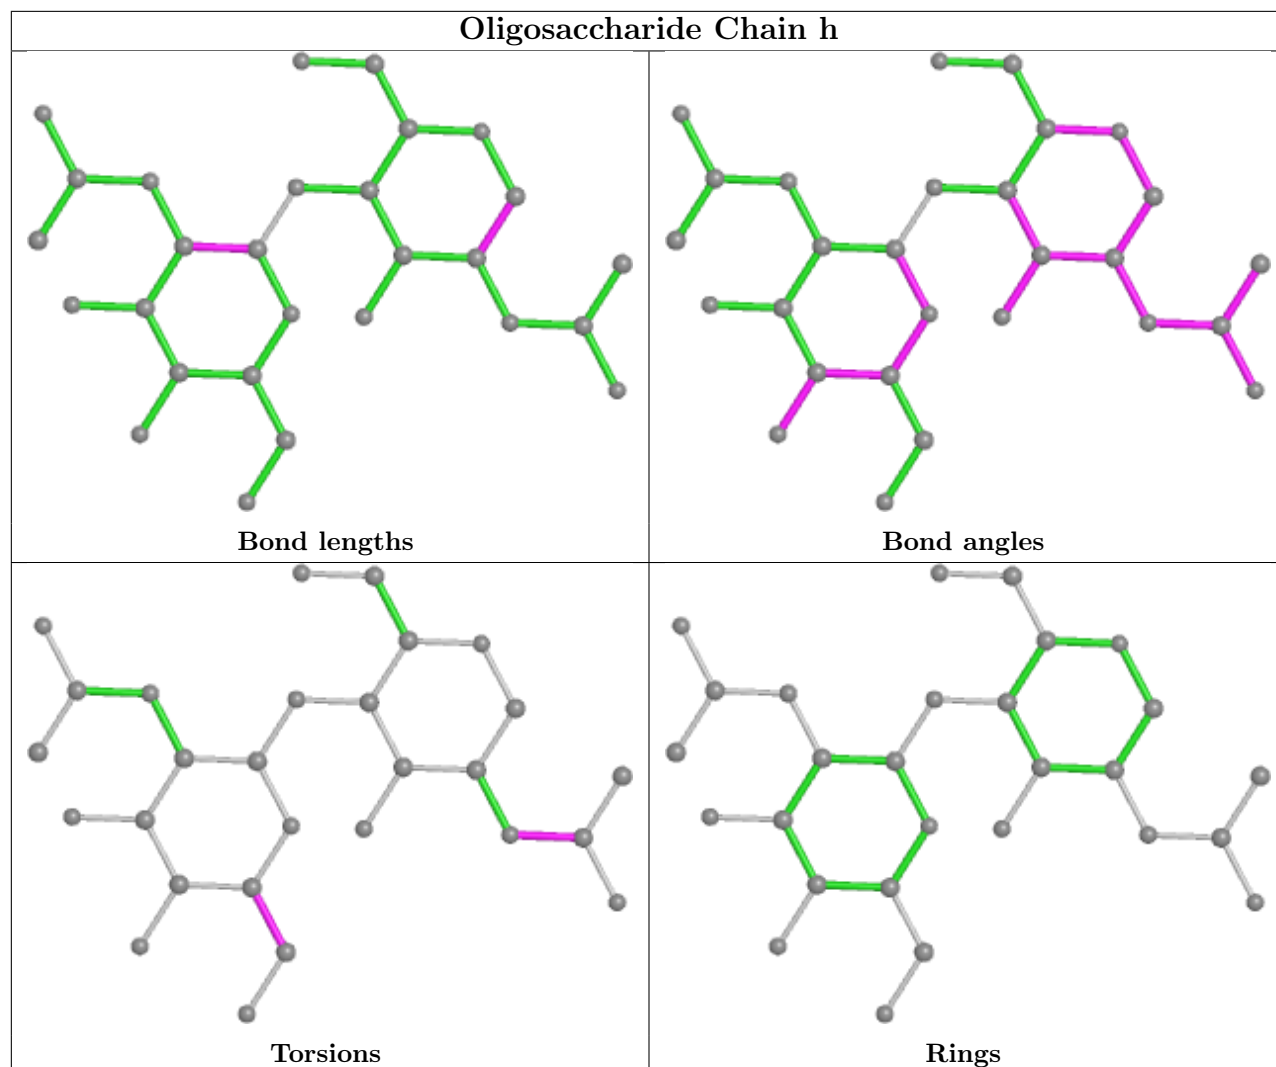 Oligosaccharide Chain h
Bond lengths
Bond angles
Torsions
Rings